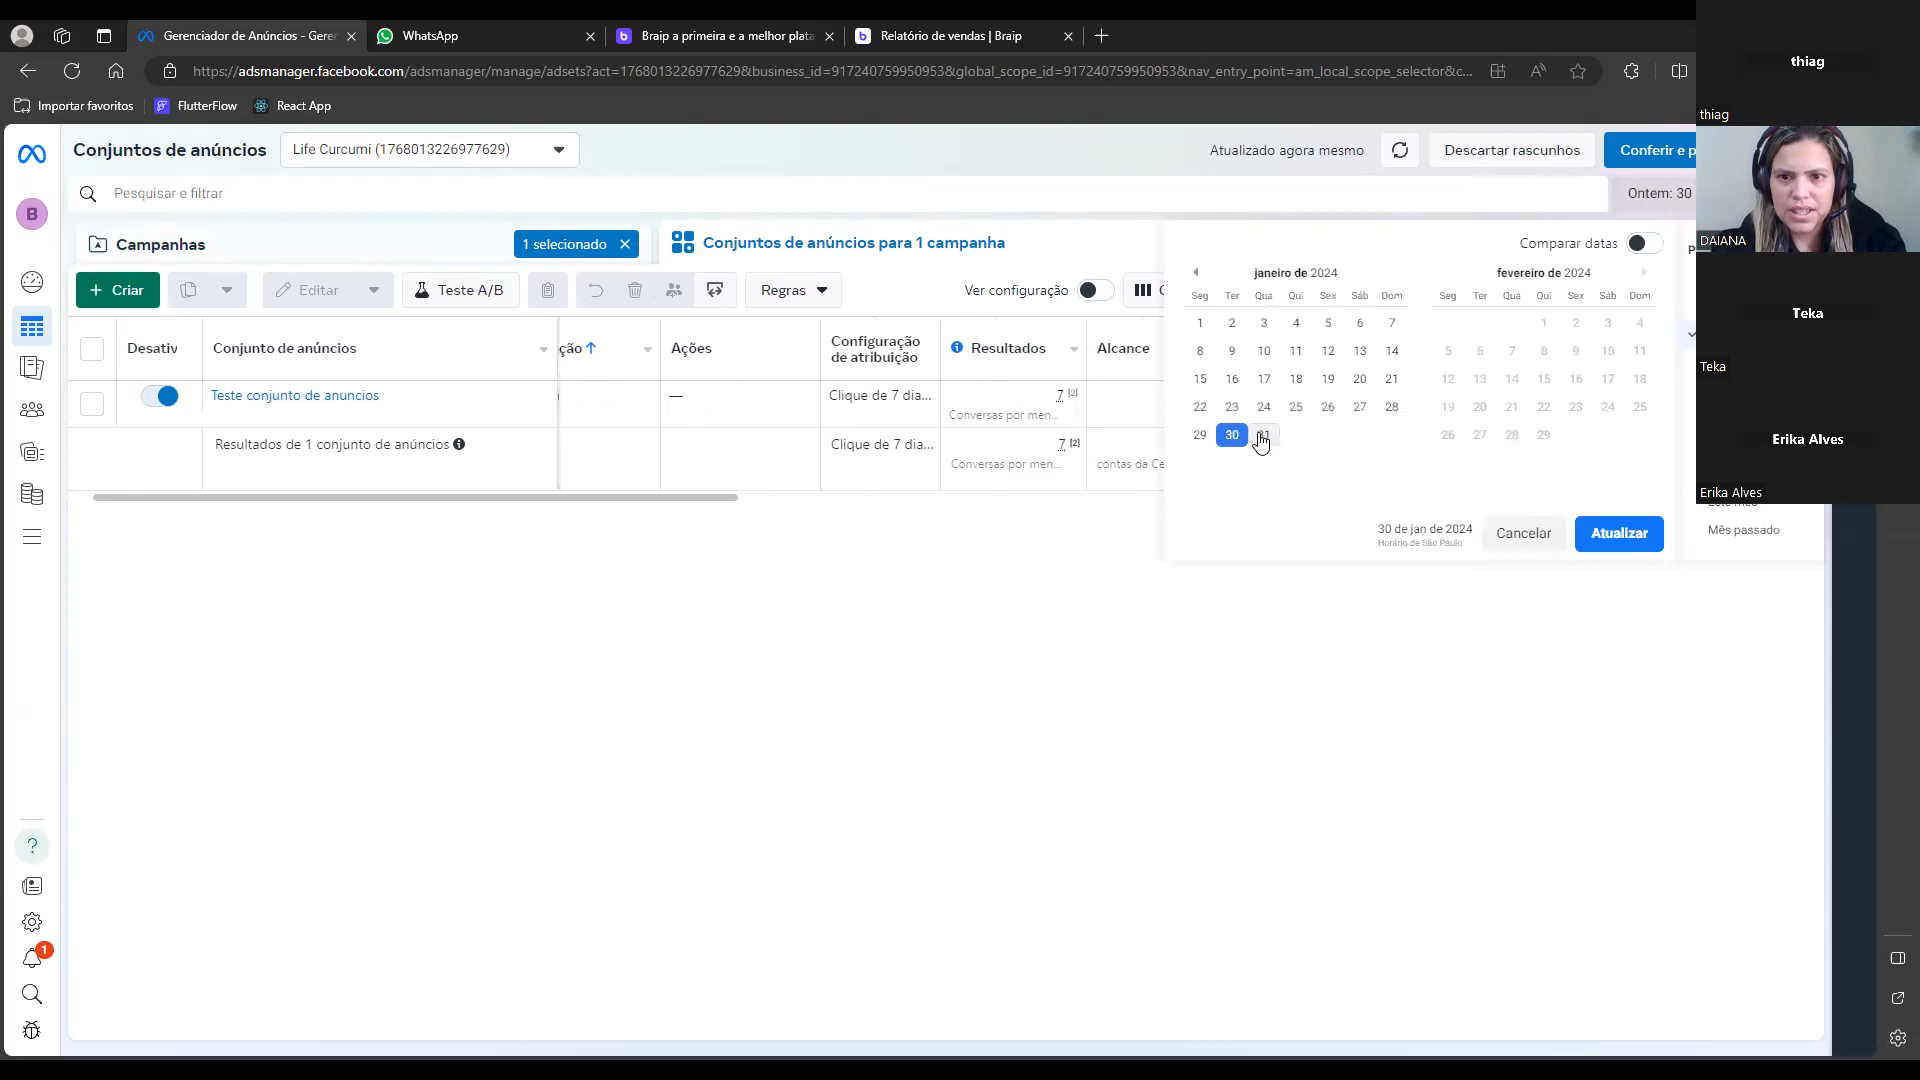 Gerenciador de Anúncios - Gere
WhatsApp
Braip a primeira e a melhor plata
Relatório de vendas | Braip
https://adsmanager.facebook.com/adsmanager/manage/adsets?act=1768013226977629&business_id=917240759950953&global_scope_id=917240759950953&nav_entry_point=am_local_scope_selector&c...
Importar favoritos
FlutterFlow
React App
thiag
thiag
DAIANA
Teka
Teka
Erika Alves
Erika Alves
Conjuntos de anúncios
Life Curcumi (1768013226977629)
Atualizado agora mesmo
Descartar rascunhos
Conferir e p
B
Pesquisar e filtrar
Ontem: 30
Campanhas
1 selecionado
Conjuntos de anúncios para 1 campanha
Criar
Editar
Teste A/B
Regras
Ver configuração
C
Desativ
Conjunto de anúncios
ção
Ações
Configuração
de atribuição
Resultados
Alcance
Teste conjunto de anuncios
—
Clique de 7 dia...
7 [2]
Conversas por men...
Resultados de 1 conjunto de anúncios
Clique de 7 dia...
7 [2]
Conversas por men...
contas da Ce
Comparar datas
janeiro de 2024
Seg Ter Qua Qui Sex Sáb Dom
1 2 3 4 5 6 7
8 9 10 11 12 13 14
15 16 17 18 19 20 21
22 23 24 25 26 27 28
29 30 31
fevereiro de 2024
Seg Ter Qua Qui Sex Sáb Dom
1 2 3 4
5 6 7 8 9 10 11
12 13 14 15 16 17 18
19 20 21 22 23 24 25
26 27 28 29
30 de jan de 2024
Horário de São Paulo
Cancelar
Atualizar
Mês passado
?
1